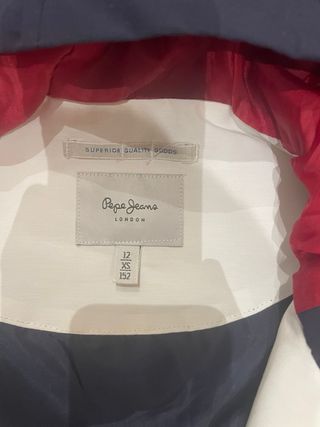 SUPERIOR QUALITY GOODS
Pepe Jeans
LONDON
12
XS
152